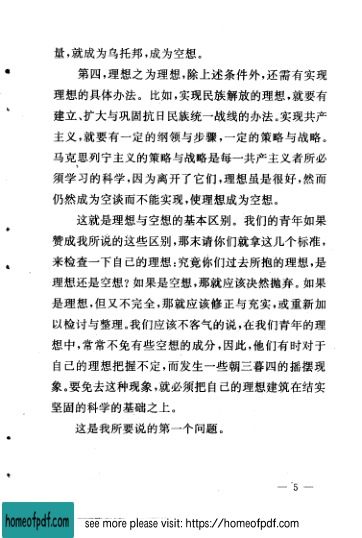 量,就成为乌托邦,成为空想。
第四,理想之为理想,除上述条件外,还需有实现
理想的具体办法。比如,实现民族解放的理想,就要有
建立、扩大与巩固抗日民族统一战线的办法。实现共产
主义,就要有一定的纲领与步骤,一定的策略与战略。
马克思列宁主义的策略与战略是每一共产主义者所必
须学习的科学,因为离开了它们,理想虽是很好,然而
仍然成为空谈而不能实现,使理想成为空想。
这就是理想与空想的基本区别。我们的青年如果
赞成我所说的这些区别,那末请你们就拿这几个标准,
来检查一下自己的理想:究竟你们过去所抱的理想,是
理想还是空想?如果是空想,那就应该决然抛弃。如果
是理想,但又不完全,那就应该修正与充实,或重新加
以检讨与整理。我们应该不客气的说,在我们青年的理
想中,常常不免有些空想的成分,因此,他们有时对于
自己的理想把握不定,而发生一些朝三暮四的摇摆现
象。要免去这种现象,就必须把自己的理想建筑在结实
坚固的科学的基础之上。
这是我所要说的第一个问题。
— 5 —
homeofpdf.com
see more please visit: https://homeofpdf.com